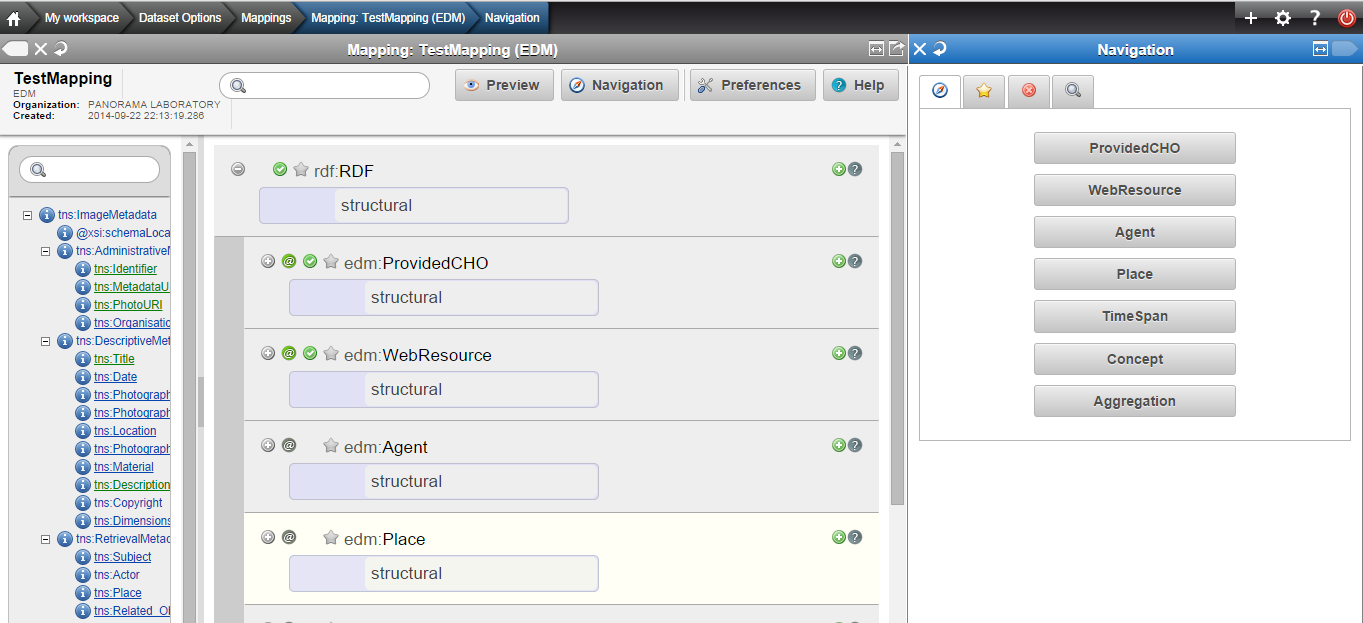 My workspace Dataset Options Mappings Mapping: TestMapping (EDM) Navigation
Mapping: TestMapping (EDM)
Navigation
TestMapping
EDM
Organization: PANORAMA LABORATORY
Created: 2014-09-22 22:13:19.286
Preview Navigation Preferences Help
tns:ImageMetadata
@xsi:schemaLoca
tns:AdministrativeM
tns:Identifier
tns:MetadataU
tns:PhotoURI
tns:Organisatio
tns:DescriptiveMet
tns:Title
tns:Date
tns:Photograph
tns:Photograph
tns:Location
tns:Photograph
tns:Material
tns:Description
tns:Copyright
tns:Dimensions
tns:RetrievalMetad
tns:Subject
tns:Actor
tns:Place
tns:Related_Ob
rdf:RDF
structural
edm:ProvidedCHO
structural
edm:WebResource
structural
edm:Agent
structural
edm:Place
structural
ProvidedCHO
WebResource
Agent
Place
TimeSpan
Concept
Aggregation